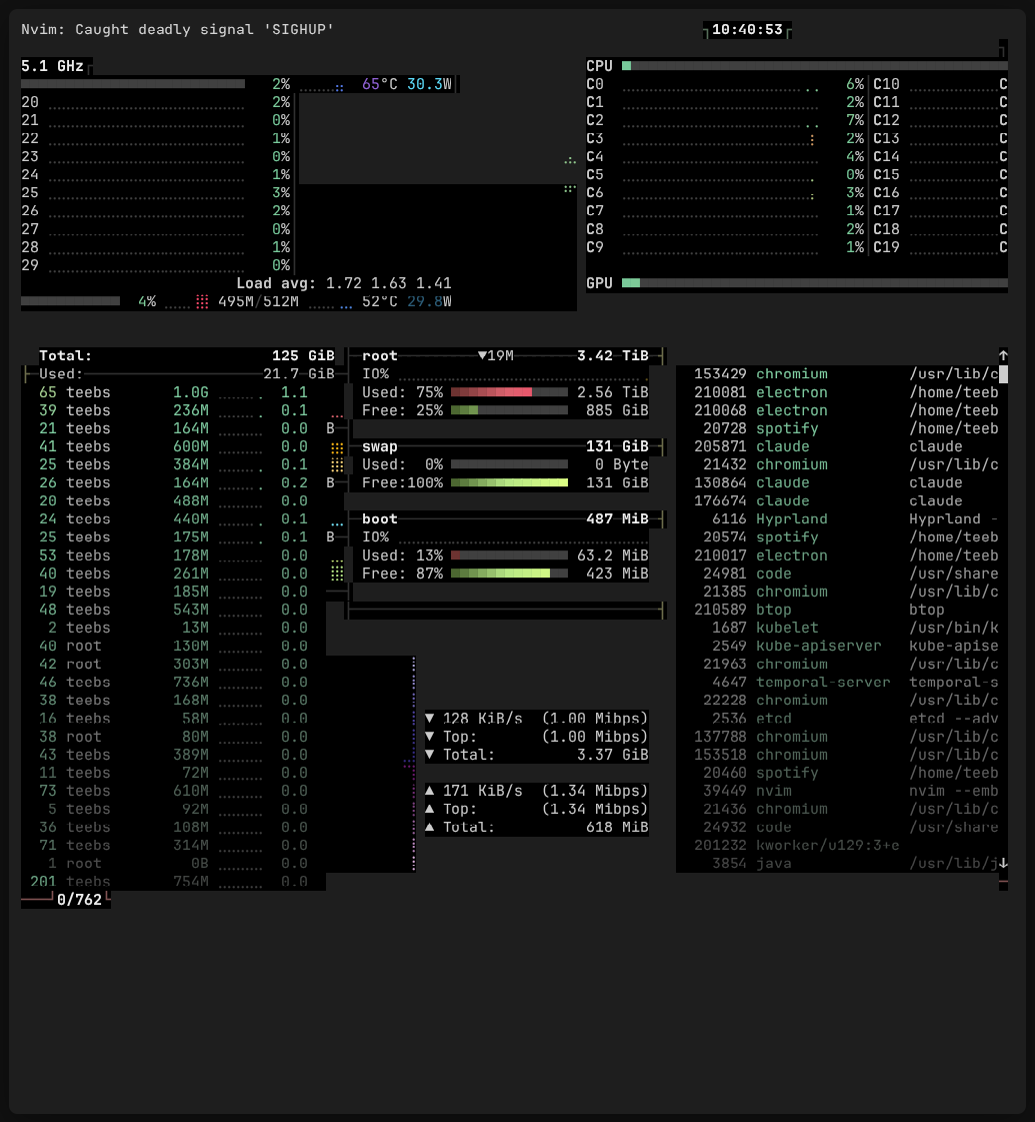 Nvim: Caught deadly signal 'SIGHUP'
10:40:53
5.1 GHz
2% 65°C 30.3W
20 2%
21 0%
22 1%
23 0%
24 1%
25 3%
26 2%
27 0%
28 1%
29 0%
Load avg: 1.72 1.63 1.41
4% 495M/512M 52°C 29.8W
CPU
C0 6% C10 C
C1 2% C11 C
C2 7% C12 C
C3 2% C13 C
C4 4% C14 C
C5 0% C15 C
C6 3% C16 C
C7 1% C17 C
C8 2% C18 C
C9 1% C19 C
GPU
Total: 125 GiB
Used: 21.7 GiB
65 teebs 1.0G 1.1
39 teebs 236M 0.1
21 teebs 164M 0.0 B
41 teebs 600M 0.0
25 teebs 384M 0.1
26 teebs 164M 0.2 B
20 teebs 488M 0.0
24 teebs 440M 0.1
25 teebs 175M 0.1 B
53 teebs 178M 0.0
40 teebs 261M 0.0
19 teebs 185M 0.0
48 teebs 543M 0.0
2 teebs 13M 0.0
40 root 130M 0.0
42 root 303M 0.0
46 teebs 736M 0.0
38 teebs 168M 0.0
16 teebs 58M 0.0
38 root 80M 0.0
43 teebs 389M 0.0
11 teebs 72M 0.0
73 teebs 610M 0.0
5 teebs 92M 0.0
36 teebs 108M 0.0
71 teebs 314M 0.0
1 root 0B 0.0
201 teebs 754M 0.0
0/762
root ▼19M 3.42 TiB
IO%
Used: 75% 2.56 TiB
Free: 25% 885 GiB
swap 131 GiB
Used: 0% 0 Byte
Free:100% 131 GiB
boot 487 MiB
IO%
Used: 13% 63.2 MiB
Free: 87% 423 MiB
▼ 128 KiB/s (1.00 Mibps)
▼ Top: (1.00 Mibps)
▼ Total: 3.37 GiB
▲ 171 KiB/s (1.34 Mibps)
▲ Top: (1.34 Mibps)
▲ Total: 618 MiB
↑
153429 chromium /usr/lib/c
210081 electron /home/teeb
210068 electron /home/teeb
20728 spotify /home/teeb
205871 claude claude
21432 chromium /usr/lib/c
130864 claude claude
176674 claude claude
6116 Hyprland Hyprland -
20574 spotify /home/teeb
210017 electron /home/teeb
24981 code /usr/share
21385 chromium /usr/lib/c
210589 btop btop
1687 kubelet /usr/bin/k
2549 kube-apiserver kube-apise
21963 chromium /usr/lib/c
4647 temporal-server temporal-s
22228 chromium /usr/lib/c
2536 etcd etcd --adv
137788 chromium /usr/lib/c
153518 chromium /usr/lib/c
20460 spotify /home/teeb
39449 nvim nvim --emb
21436 chromium /usr/lib/c
24932 code /usr/share
201232 kworker/u129:3+e
3854 java /usr/lib/j
↓